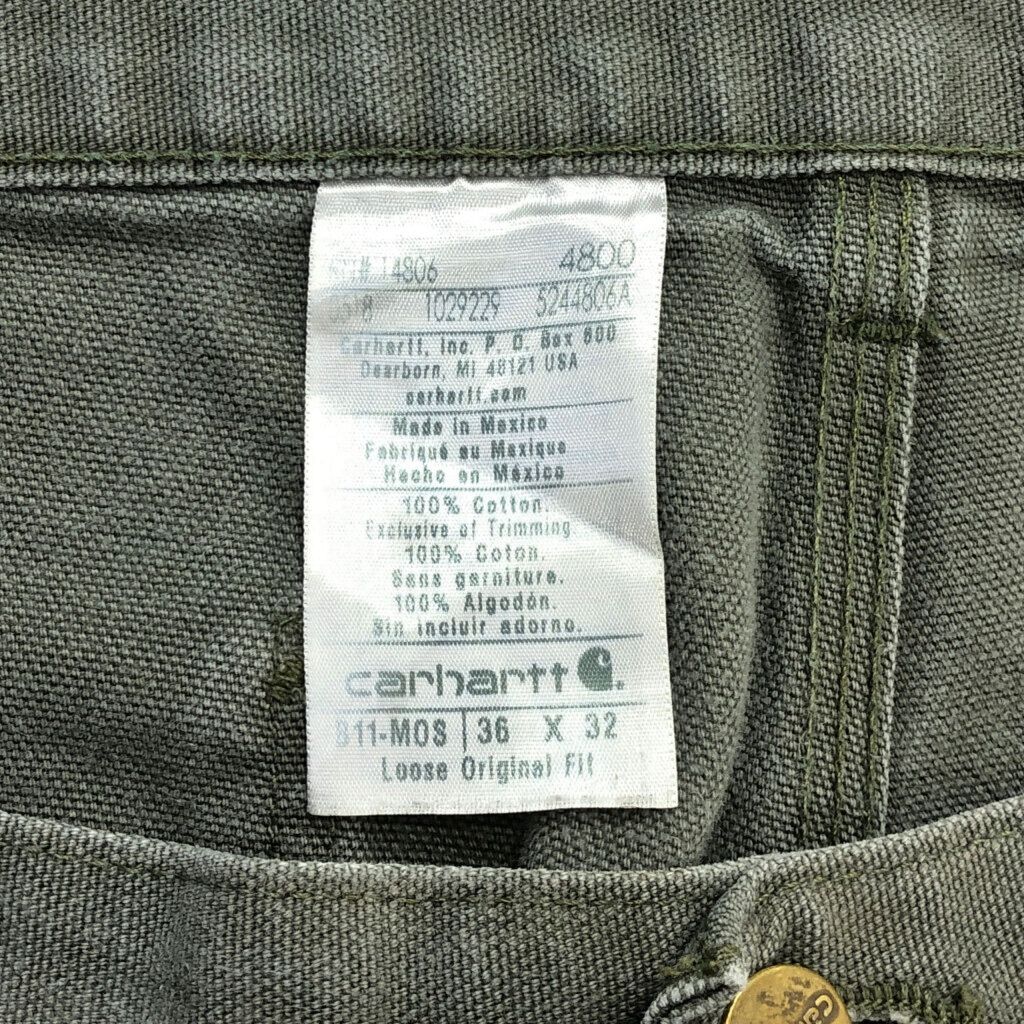 14806 4800
1029229 5244806A
Carhartt, Inc. P. O. Box 600
Dearborn, MI 48121 USA
carhartt.com
Made in Mexico
Fabriqué au Mexique
Hecho en México
100% Cotton.
Exclusive of Trimming
100% Coton.
Sans garniture.
100% Algodón.
Sin incluir adorno.
carhartt
B11-MOS 36 X 32
Loose Original Fit